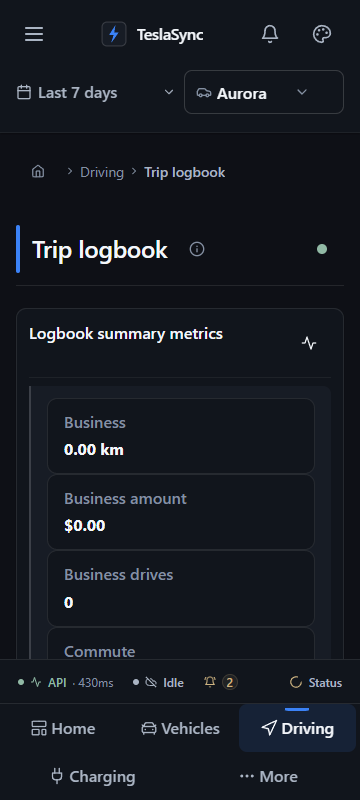 TeslaSync
Last 7 days
Aurora
Driving
Trip logbook
Trip logbook
Logbook summary metrics
Business
0.00 km
Business amount
$0.00
Business drives
0
Commute
API · 430ms
Idle
2
Status
Home
Vehicles
Driving
Charging
More